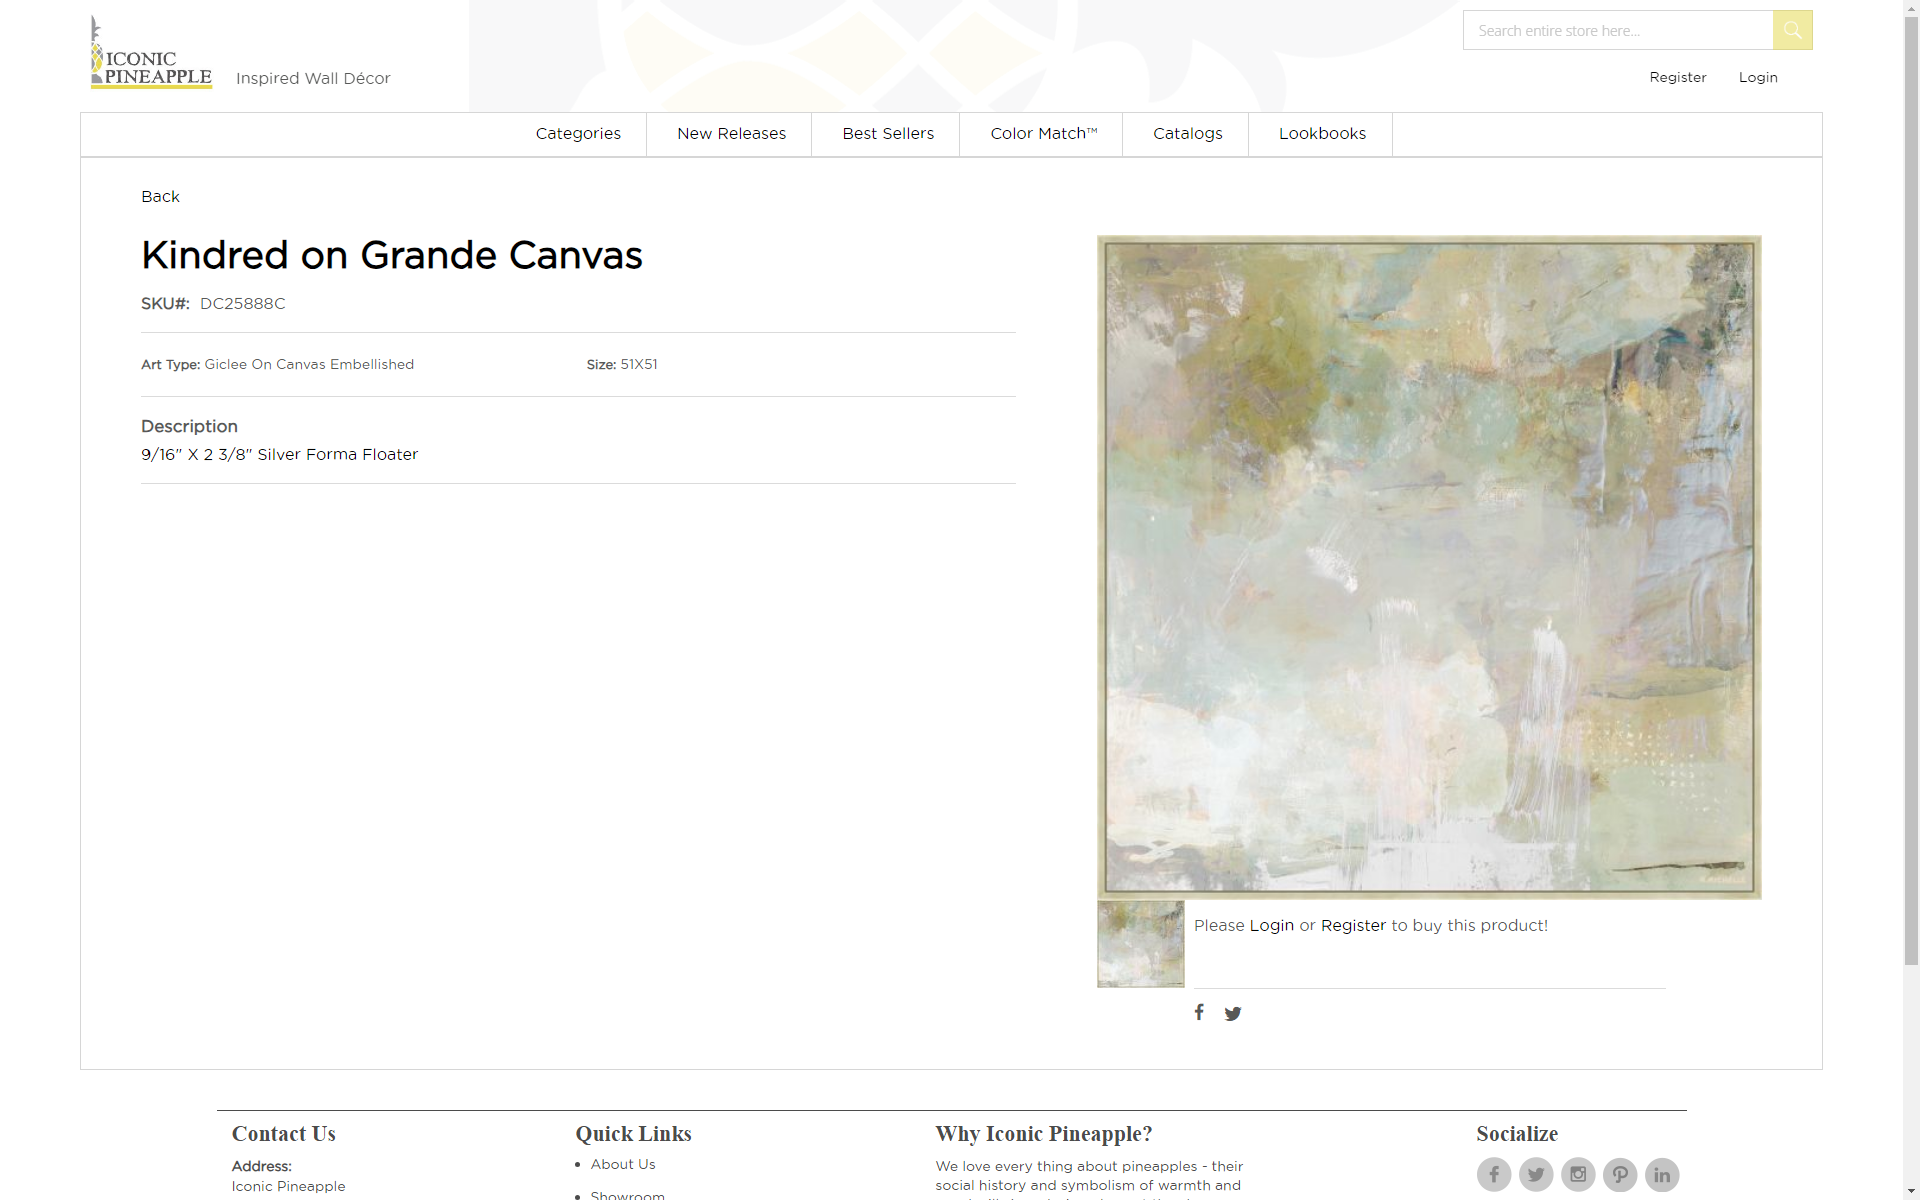 ICONIC
PINEAPPLE
Inspired Wall Décor
Search entire store here...
Register
Login
Categories
New Releases
Best Sellers
Color Match™
Catalogs
Lookbooks
Back
Kindred on Grande Canvas
SKU#: DC25888C
Art Type: Giclee On Canvas Embellished
Size: 51X51
Description
9/16" X 2 3/8" Silver Forma Floater
Please Login or Register to buy this product!
Contact Us
Address:
Iconic Pineapple
Quick Links
About Us
Showroom
Why Iconic Pineapple?
We love every thing about pineapples - their
social history and symbolism of warmth and
Socialize